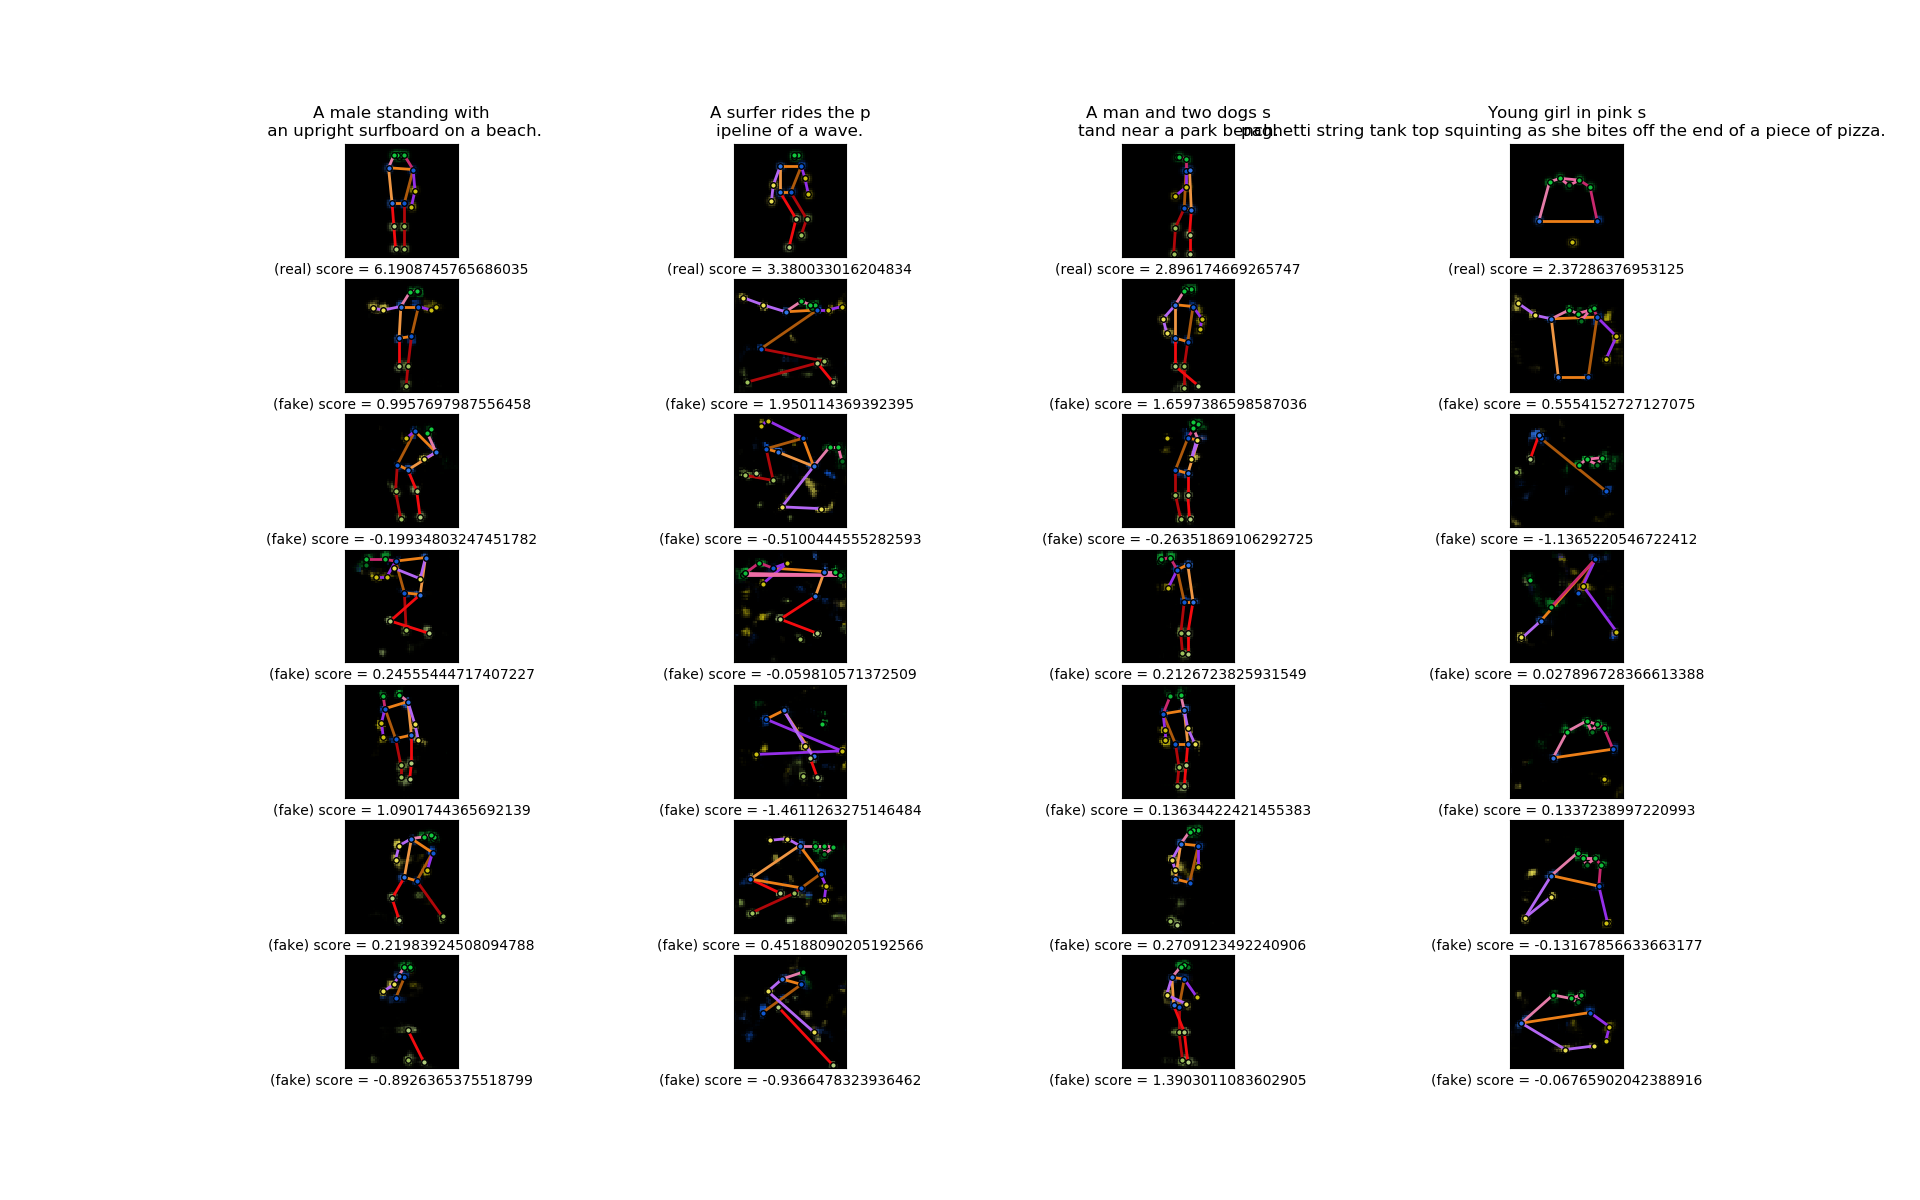 A male standing with
an upright surfboard on a beach.
A surfer rides the p
ipeline of a wave.
A man and two dogs s
tand near a park bench.
Young girl in pink s
paghetti string tank top squinting as she bites off the end of a piece of pizza.
(real) score = 6.1908745765686035
(real) score = 3.380033016204834
(real) score = 2.896174669265747
(real) score = 2.37286376953125
(fake) score = 0.9957697987556458
(fake) score = 1.950114369392395
(fake) score = 1.6597386598587036
(fake) score = 0.5554152727127075
(fake) score = -0.19934803247451782
(fake) score = -0.5100444555282593
(fake) score = -0.26351869106292725
(fake) score = -1.1365220546722412
(fake) score = 0.24555444717407227
(fake) score = -0.059810571372509
(fake) score = 0.2126723825931549
(fake) score = 0.027896728366613388
(fake) score = 1.0901744365692139
(fake) score = -1.4611263275146484
(fake) score = 0.13634422421455383
(fake) score = 0.1337238997220993
(fake) score = 0.21983924508094788
(fake) score = 0.45188090205192566
(fake) score = 0.2709123492240906
(fake) score = -0.13167856633663177
(fake) score = -0.8926365375518799
(fake) score = -0.9366478323936462
(fake) score = 1.3903011083602905
(fake) score = -0.06765902042388916